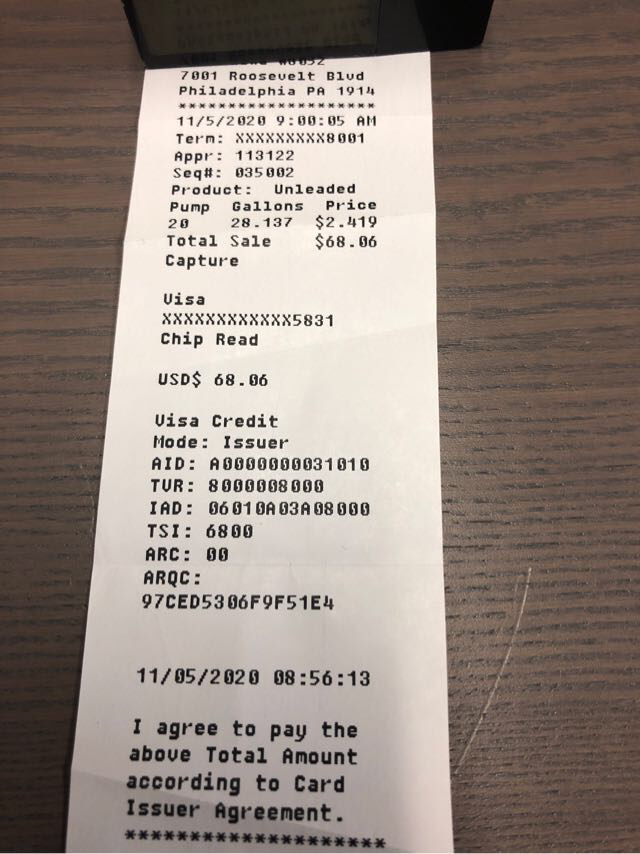 7001 Roosevelt Blvd
Philadelphia PA 1914
********************
11/5/2020 9:00:05 AM
Term: XXXXXXXXX8001
Appr: 113122
Seq#: 035002
Product: Unleaded
Pump Gallons Price
20 28.137 $2.419
Total Sale $68.06
Capture
Visa
XXXXXXXXXXXX5831
Chip Read
USD$ 68.06
Visa Credit
Mode: Issuer
AID: A0000000031010
TVR: 8000008000
IAD: 06010A03A08000
TSI: 6800
ARC: 00
ARQC:
97CED5306F9F51E4
11/05/2020 08:56:13
I agree to pay the
above Total Amount
according to Card
Issuer Agreement.
********************